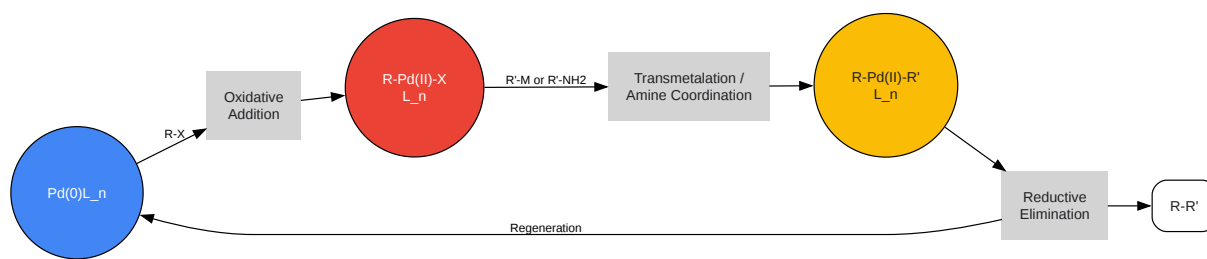 Pd(0)L_n
R-X
Oxidative
Addition
R-Pd(II)-X
L_n
R'-M or R'-NH2
Transmetalation /
Amine Coordination
R-Pd(II)-R'
L_n
Reductive
Elimination
R-R'
Regeneration